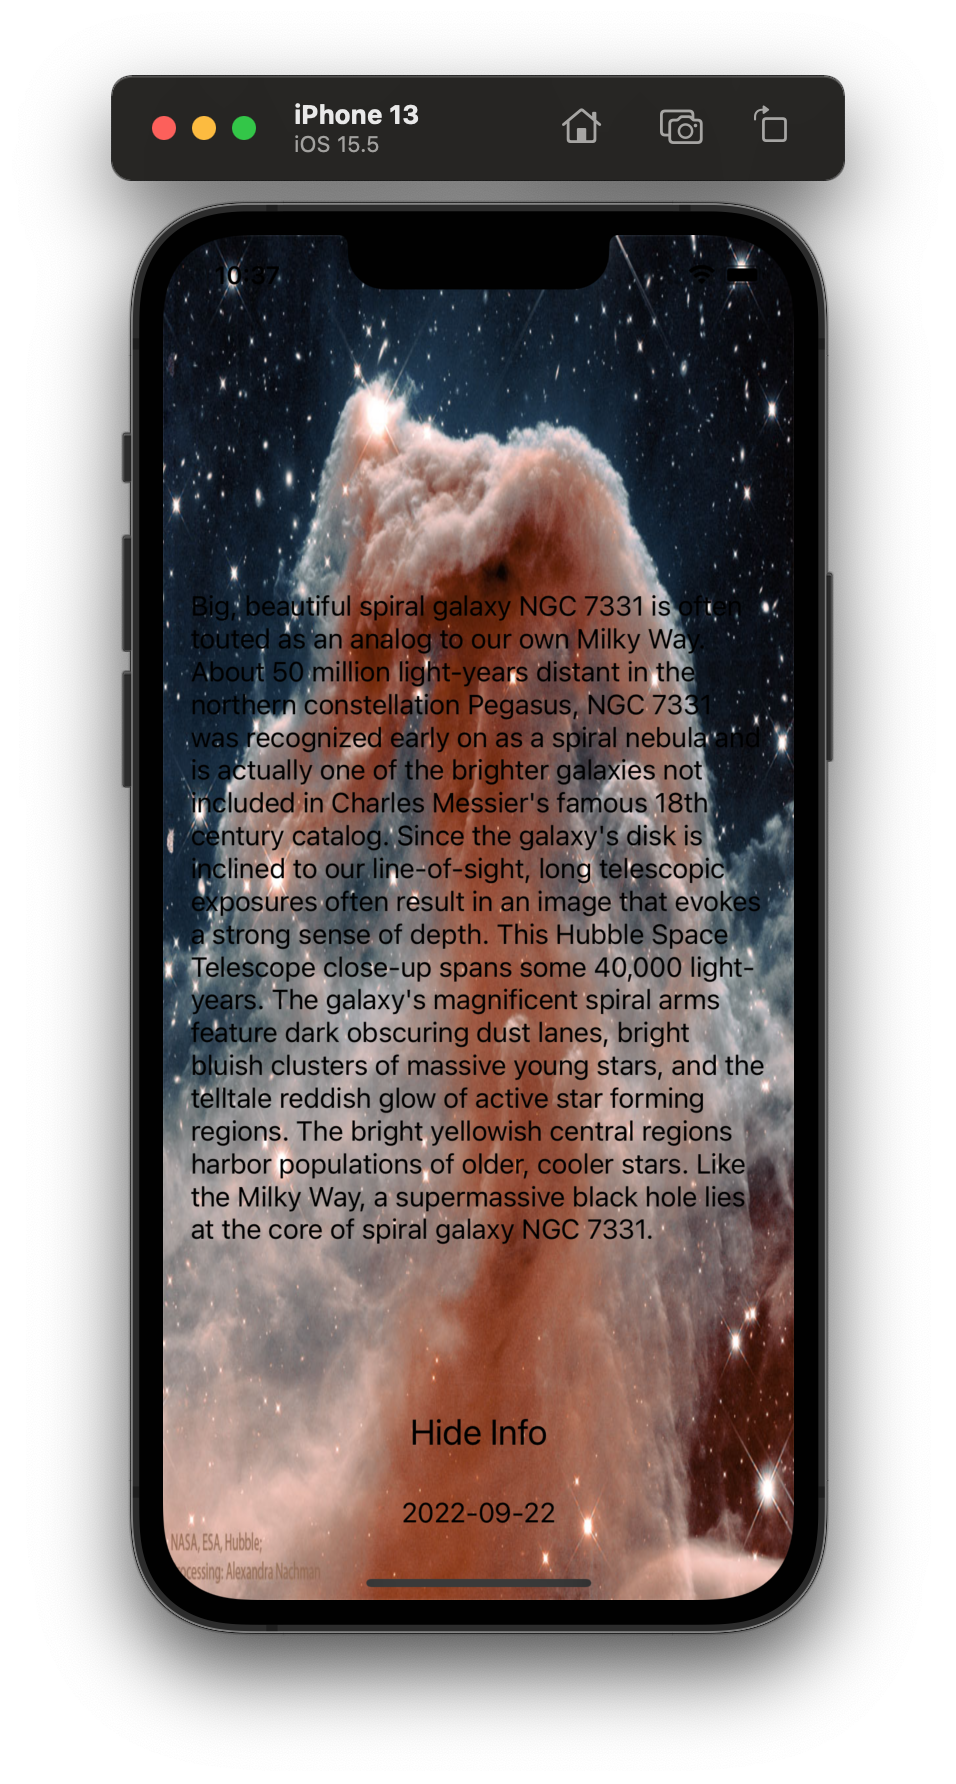 iPhone 13
iOS 15.5
10:37
Big, beautiful spiral galaxy NGC 7331 is often
touted as an analog to our own Milky Way.
About 50 million light-years distant in the
northern constellation Pegasus, NGC 7331
was recognized early on as a spiral nebula and
is actually one of the brighter galaxies not
included in Charles Messier's famous 18th
century catalog. Since the galaxy's disk is
inclined to our line-of-sight, long telescopic
exposures often result in an image that evokes
a strong sense of depth. This Hubble Space
Telescope close-up spans some 40,000 light-
years. The galaxy's magnificent spiral arms
feature dark obscuring dust lanes, bright
bluish clusters of massive young stars, and the
telltale reddish glow of active star forming
regions. The bright yellowish central regions
harbor populations of older, cooler stars. Like
the Milky Way, a supermassive black hole lies
at the core of spiral galaxy NGC 7331.
Hide Info
2022-09-22
NASA, ESA, Hubble;
ocessing: Alexandra Nachman